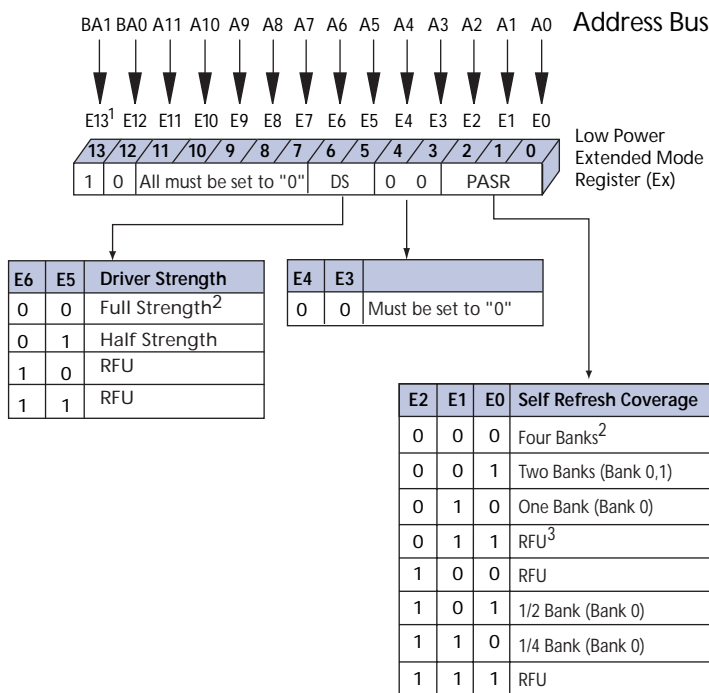 BA1 BA0 A11 A10 A9 A8 A7 A6 A5 A4 A3 A2 A1 A0 Address Bus
E13¹ E12 E11 E10 E9 E8 E7 E6 E5 E4 E3 E2 E1 E0
13 12 11 10 9 8 7 6 5 4 3 2 1 0
1 0 All must be set to "0" DS 0 0 PASR
Low Power
Extended Mode
Register (Ex)
E6 E5 Driver Strength
0 0 Full Strength²
0 1 Half Strength
1 0 RFU
1 1 RFU
E4 E3
0 0 Must be set to "0"
E2 E1 E0 Self Refresh Coverage
0 0 0 Four Banks²
0 0 1 Two Banks (Bank 0,1)
0 1 0 One Bank (Bank 0)
0 1 1 RFU³
1 0 0 RFU
1 0 1 1/2 Bank (Bank 0)
1 1 0 1/4 Bank (Bank 0)
1 1 1 RFU